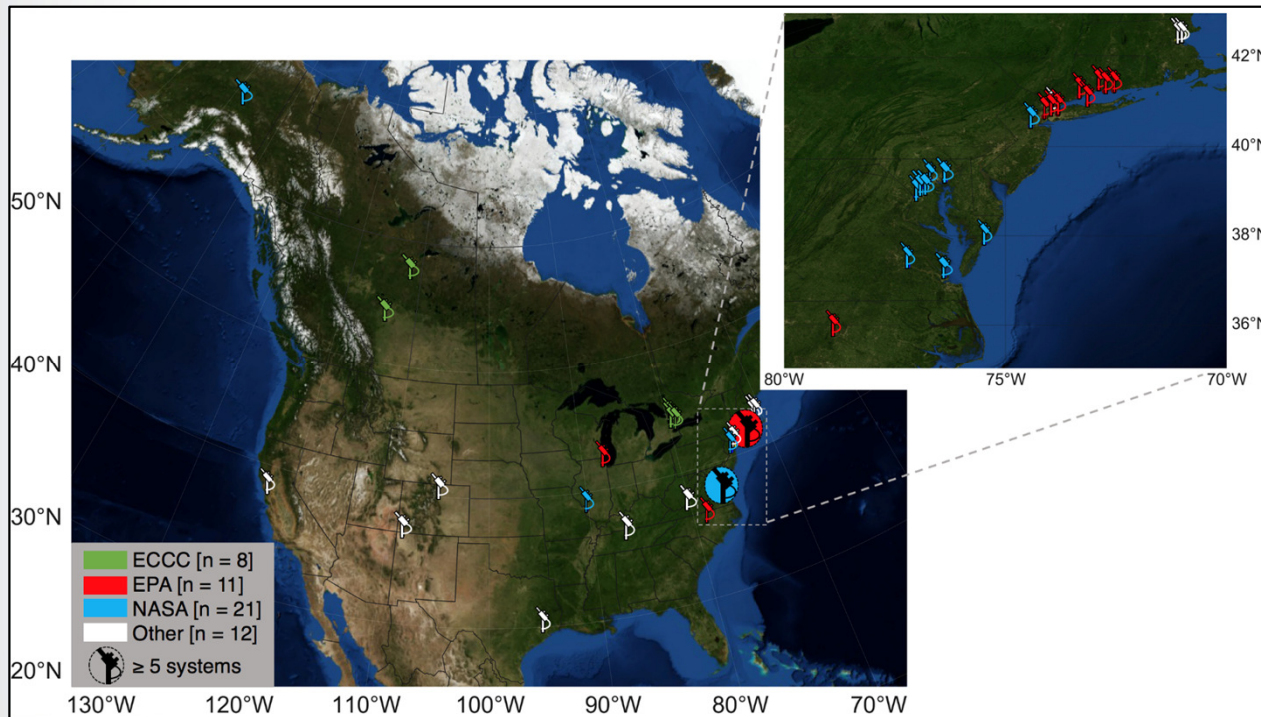 42°N
40°N
38°N
36°N
80°W 75°W 70°W
50°N
40°N
30°N
20°N
ECCC [n = 8]
EPA [n = 11]
NASA [n = 21]
Other [n = 12]
≥ 5 systems
130°W 120°W 110°W 100°W 90°W 80°W 70°W